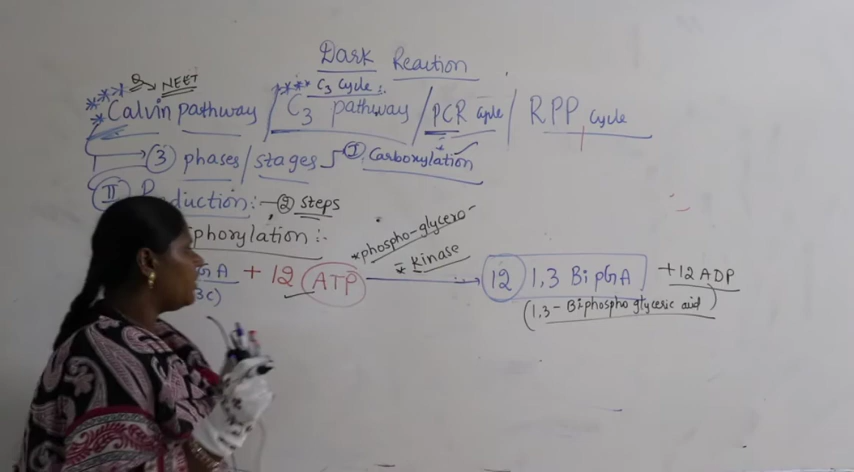 Dark Reaction
*** Q → NEET *** C3 Cycle :.
* Calvin pathway / C3 pathway / PCR Cycle / RPP Cycle
→ ③ phases / stages Ⓘ Carboxylation ✓
Ⓘⅰ duction :- ② steps
phorylation :-
*phospho-glycero-
* Kinase
GA + 12 ATP → 12 1,3 BipGA + 12 ADP
3c) (1,3 - Biphospho glyceric aid)